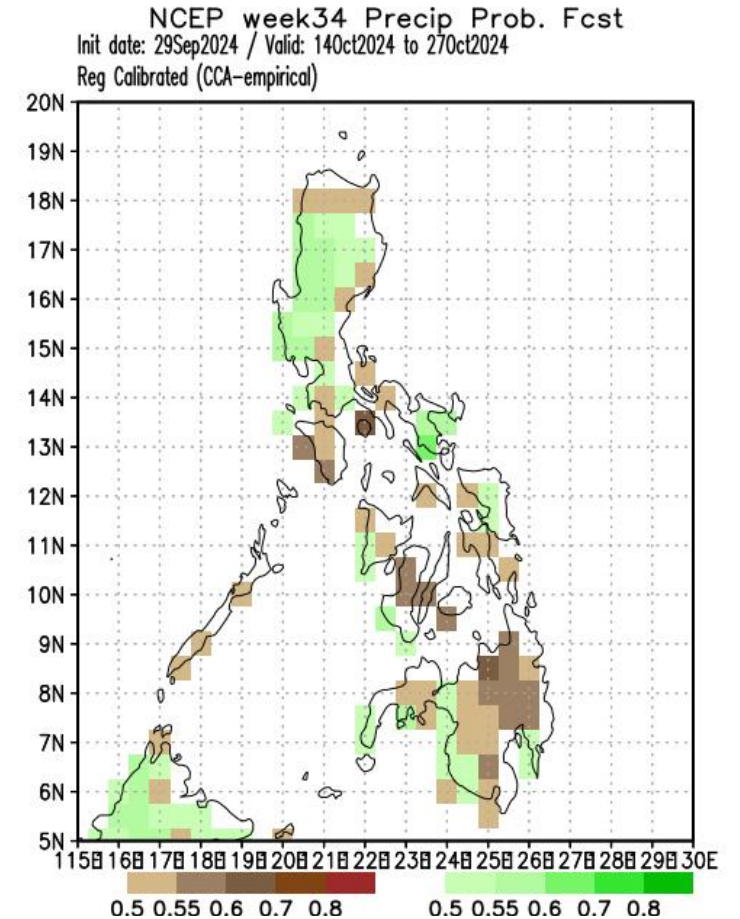 NCEP week34 Precip Prob. Fcst
Init date: 29Sep2024 / Valid: 14Oct2024 to 27Oct2024
Reg Calibrated (CCA-empirical)
20N
19N
18N
17N
16N
15N
14N
13N
12N
11N
10N
9N
8N
7N
6N
5N
115E 116E 117E 118E 119E 120E 121E 122E 123E 124E 125E 126E 127E 128E 129E 130E
0.5 0.55 0.6 0.7 0.8 0.5 0.55 0.6 0.7 0.8